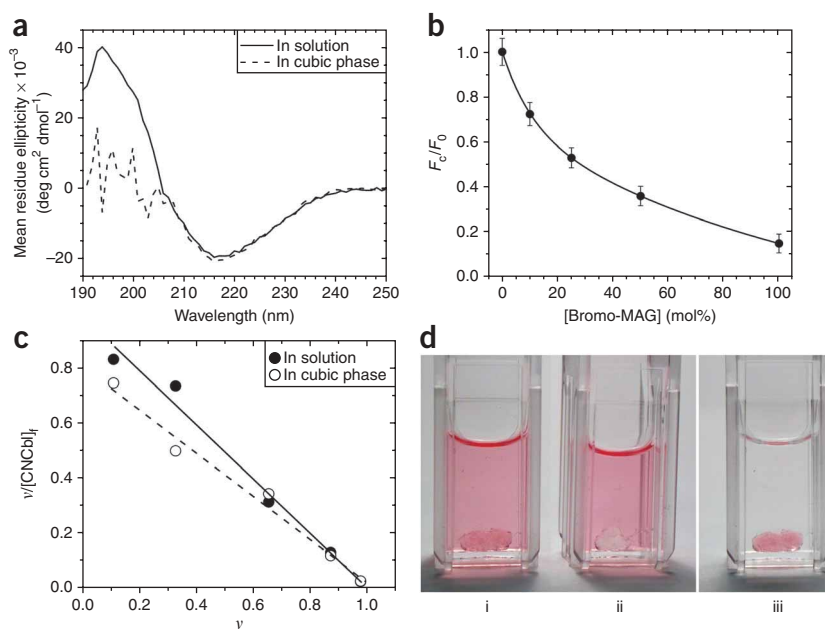 a
Mean residue ellipticity × 10⁻³
(deg cm² dmol⁻¹)
40
20
0
–20
190 200 210 220 230 240 250
Wavelength (nm)
In solution
In cubic phase
b
F_c/F_0
1.0
0.8
0.6
0.4
0.2
0.0
0 20 40 60 80 100
[Bromo-MAG] (mol%)
c
ν/[CNCbl]_f
0.8
0.6
0.4
0.2
0.0
0.0 0.2 0.4 0.6 0.8 1.0
ν
In solution
In cubic phase
d
i ii iii